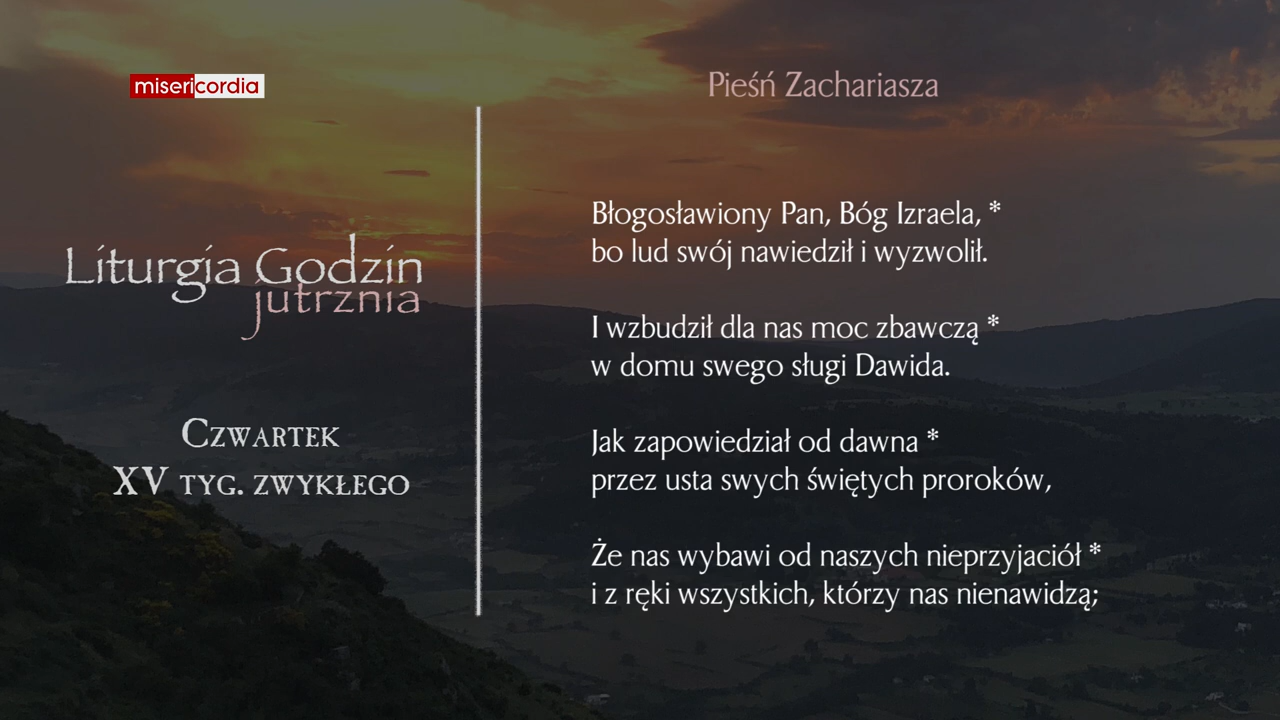 misericordia
Liturgia Godzin
jutrznia
Czwartek
XV tyg. zwykłego
Pieśń Zachariasza
Błogosławiony Pan, Bóg Izraela, *
bo lud swój nawiedził i wyzwolił.
I wzbudził dla nas moc zbawczą *
w domu swego sługi Dawida.
Jak zapowiedział od dawna *
przez usta swych świętych proroków,
Że nas wybawi od naszych nieprzyjaciół *
i z ręki wszystkich, którzy nas nienawidzą;